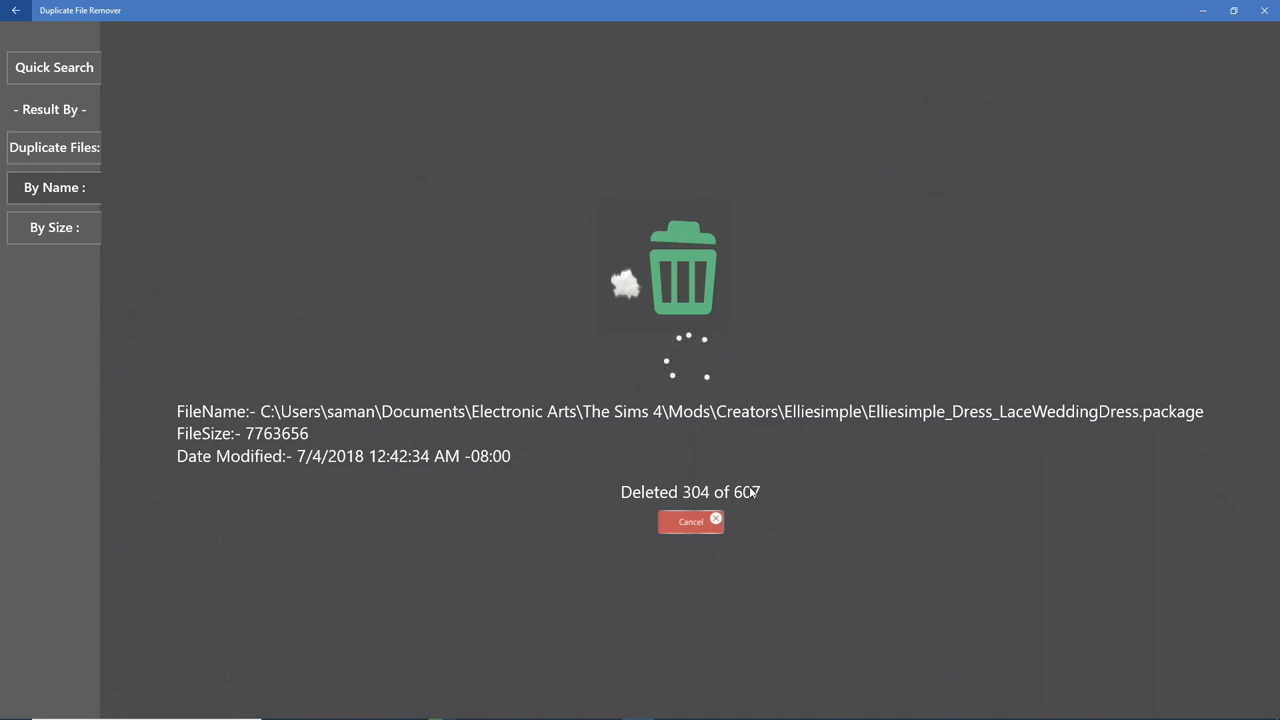 Duplicate File Remover
Quick Search
- Result By -
Duplicate Files:
By Name :
By Size :
FileName:- C:\Users\saman\Documents\Electronic Arts\The Sims 4\Mods\Creators\Elliesimple\Elliesimple_Dress_LaceWeddingDress.package
FileSize:- 7763656
Date Modified:- 7/4/2018 12:42:34 AM -08:00
Deleted 304 of 607
Cancel